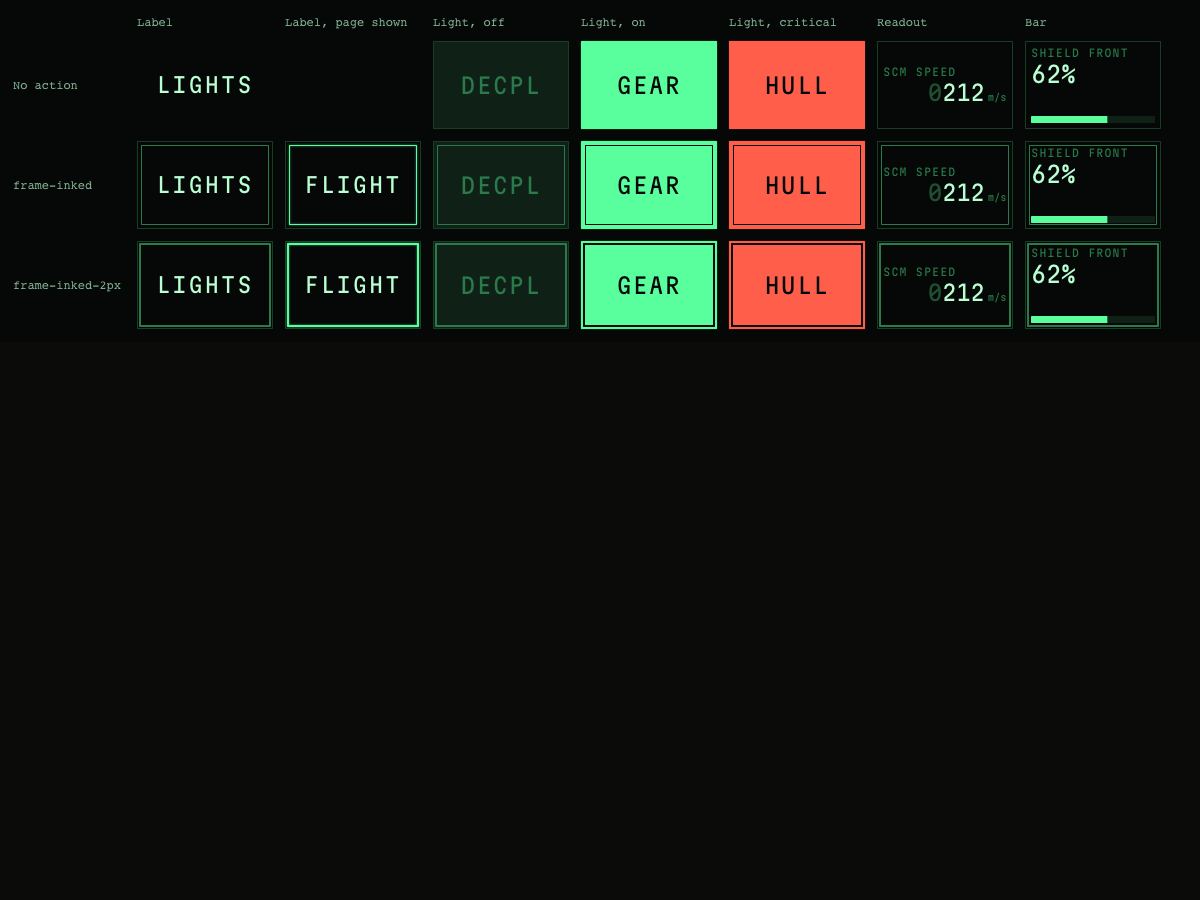 Label Label, page shown Light, off Light, on Light, critical Readout Bar
No action LIGHTS DECPL GEAR HULL SCM SPEED 0212 m/s SHIELD FRONT 62%
frame-inked LIGHTS FLIGHT DECPL GEAR HULL SCM SPEED 0212 m/s SHIELD FRONT 62%
frame-inked-2px LIGHTS FLIGHT DECPL GEAR HULL SCM SPEED 0212 m/s SHIELD FRONT 62%